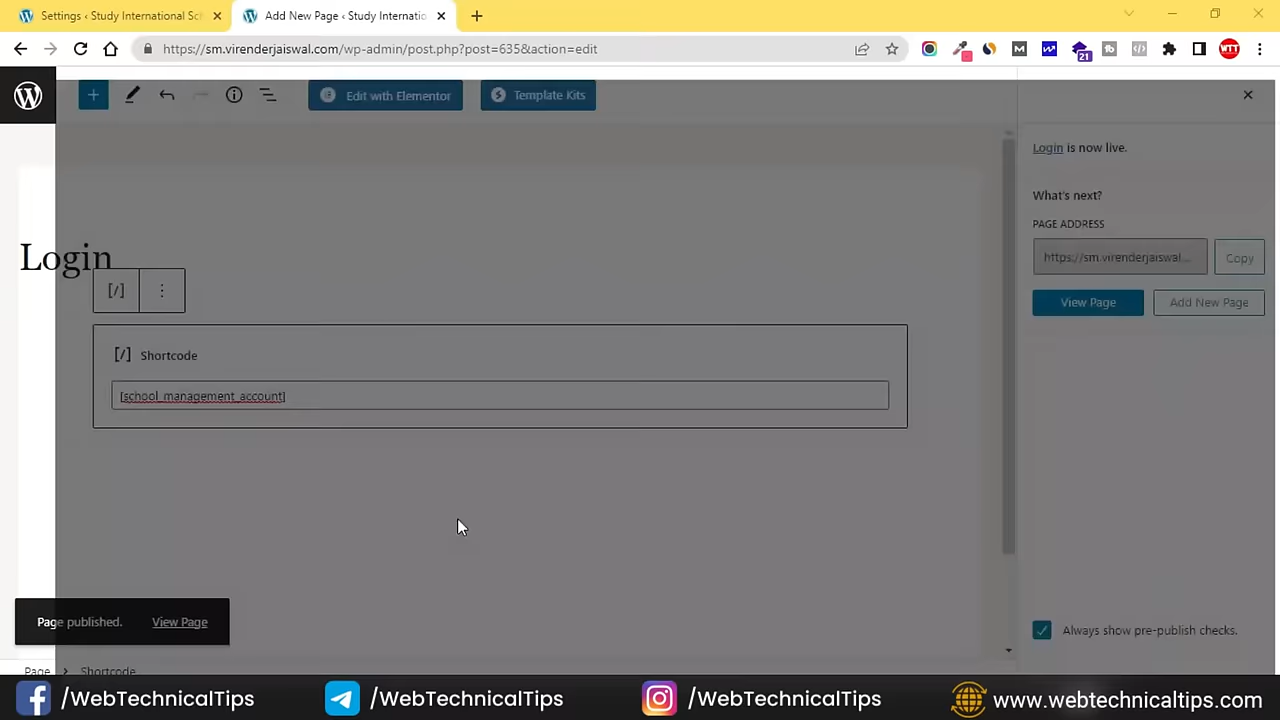 Settings ‹ Study International Sch
Add New Page ‹ Study Internatio
https://sm.virenderjaiswal.com/wp-admin/post.php?post=635&action=edit
21
WTT
Edit with Elementor
Template Kits
Login is now live.
What's next?
PAGE ADDRESS
https://sm.virenderjaiswal...
Copy
View Page
Add New Page
Login
[/]
[/] Shortcode
[school_management_account]
Page published.
View Page
Always show pre-publish checks.
Page > Shortcode
/WebTechnicalTips
/WebTechnicalTips
/WebTechnicalTips
www.webtechnicaltips.com